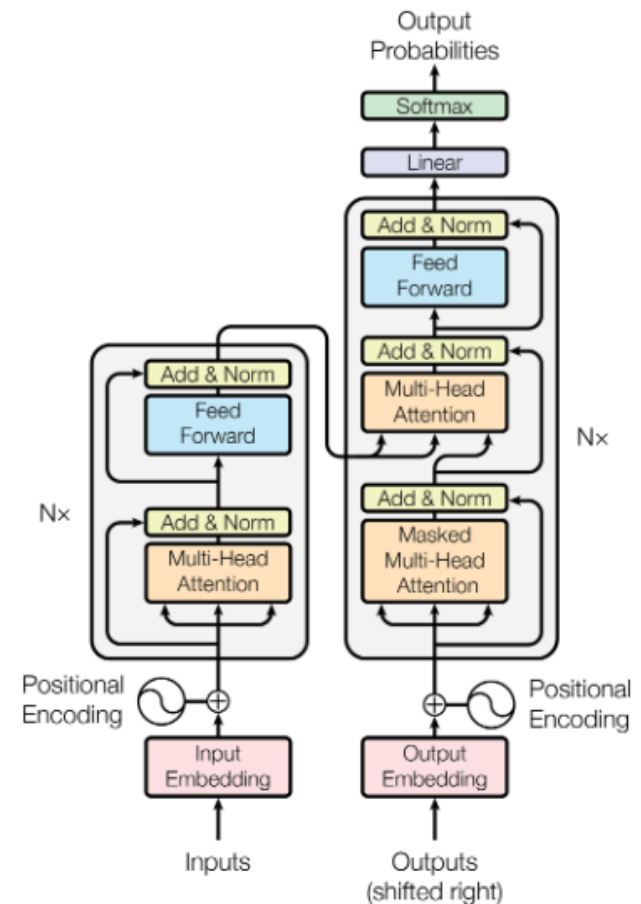 Output
Probabilities
Softmax
Linear
Add & Norm
Feed
Forward
Add & Norm
Multi-Head
Attention
Nx
Add & Norm
Masked
Multi-Head
Attention
Add & Norm
Feed
Forward
Nx
Add & Norm
Multi-Head
Attention
Positional
Encoding
Positional
Encoding
Input
Embedding
Output
Embedding
Inputs
Outputs
(shifted right)